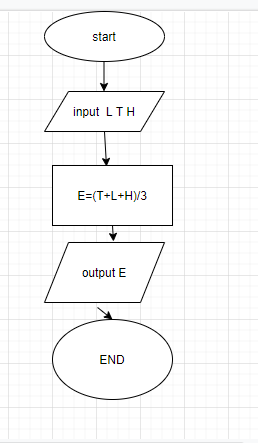 start
input L T H
E=(T+L+H)/3
output E
END